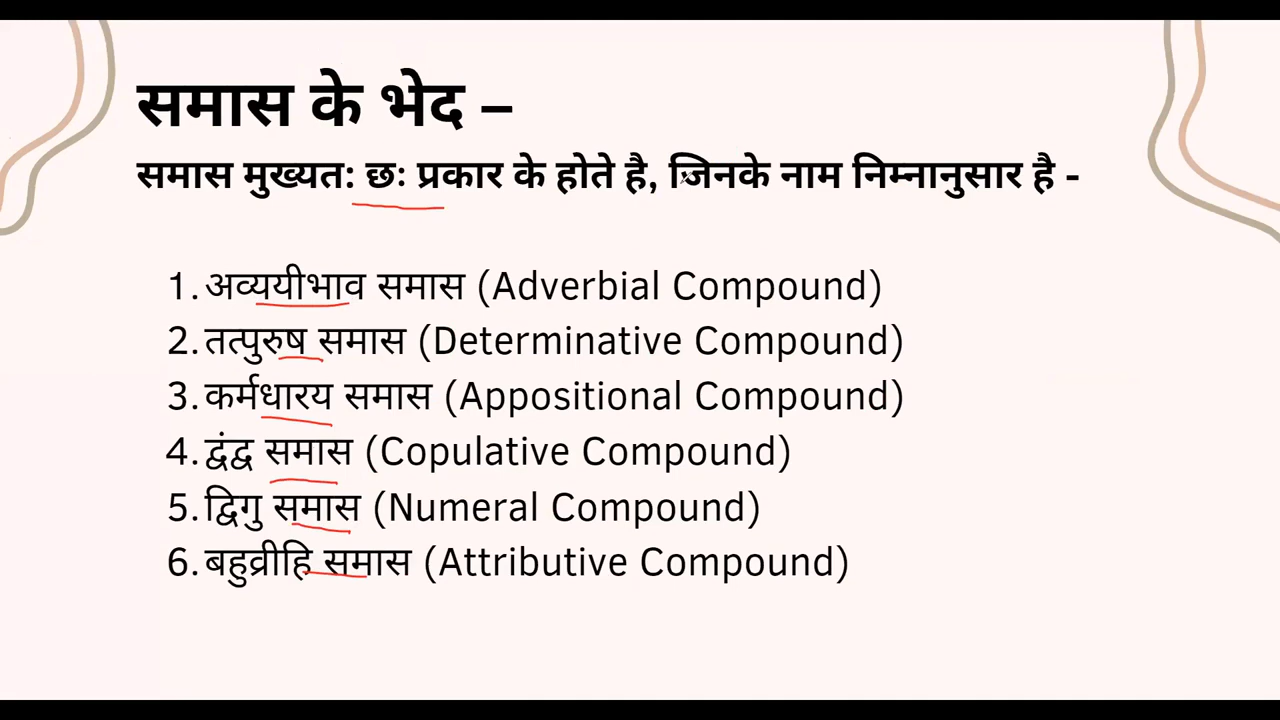 समास के भेद –
समास मुख्यत: छः प्रकार के होते है, जिनके नाम निम्नानुसार है -
1. अव्ययीभाव समास (Adverbial Compound)
2. तत्पुरुष समास (Determinative Compound)
3. कर्मधारय समास (Appositional Compound)
4. द्वंद्व समास (Copulative Compound)
5. द्विगु समास (Numeral Compound)
6. बहुव्रीहि समास (Attributive Compound)